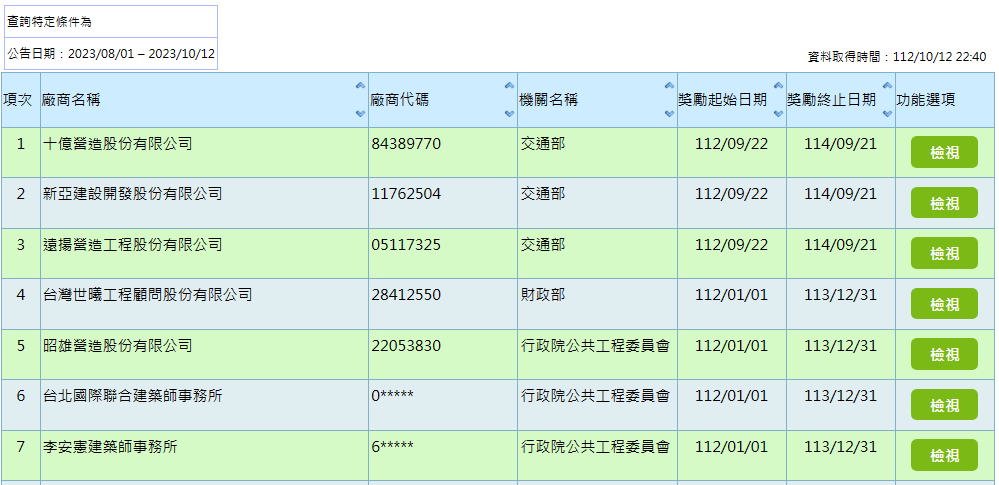 查詢特定條件為
公告日期：2023/08/01 – 2023/10/12
資料取得時間：112/10/12 22:40
項次 廠商名稱 廠商代碼 機關名稱 獎勵起始日期 獎勵終止日期 功能選項
1 十億營造股份有限公司 84389770 交通部 112/09/22 114/09/21 檢視
2 新亞建設開發股份有限公司 11762504 交通部 112/09/22 114/09/21 檢視
3 遠揚營造工程股份有限公司 05117325 交通部 112/09/22 114/09/21 檢視
4 台灣世曦工程顧問股份有限公司 28412550 財政部 112/01/01 113/12/31 檢視
5 昭雄營造股份有限公司 22053830 行政院公共工程委員會 112/01/01 113/12/31 檢視
6 台北國際聯合建築師事務所 0***** 行政院公共工程委員會 112/01/01 113/12/31 檢視
7 李安憲建築師事務所 6***** 行政院公共工程委員會 112/01/01 113/12/31 檢視